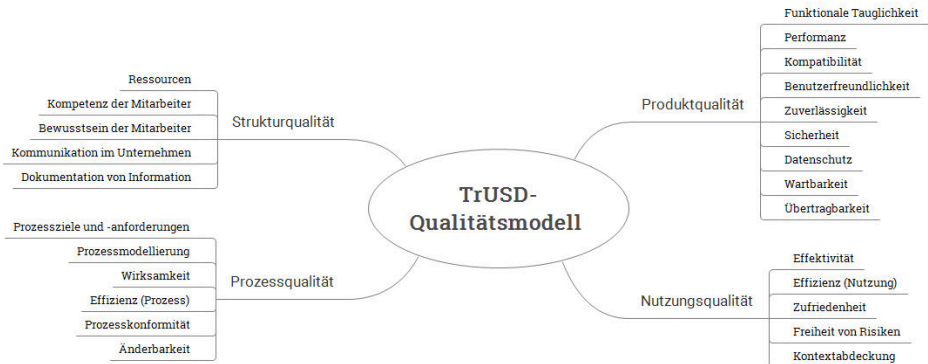 TrUSD-
Qualitätsmodell
Strukturqualität
Ressourcen
Kompetenz der Mitarbeiter
Bewusstsein der Mitarbeiter
Kommunikation im Unternehmen
Dokumentation von Information
Prozessqualität
Prozessziele und -anforderungen
Prozessmodellierung
Wirksamkeit
Effizienz (Prozess)
Prozesskonformität
Änderbarkeit
Produktqualität
Funktionale Tauglichkeit
Performanz
Kompatibilität
Benutzerfreundlichkeit
Zuverlässigkeit
Sicherheit
Datenschutz
Wartbarkeit
Übertragbarkeit
Nutzungsqualität
Effektivität
Effizienz (Nutzung)
Zufriedenheit
Freiheit von Risiken
Kontextabdeckung